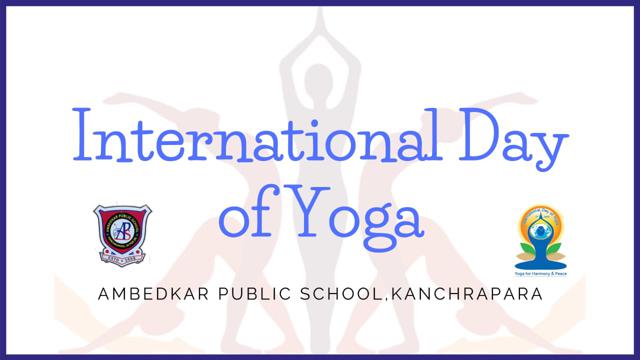 International Day
of Yoga
AMBEDKAR PUBLIC SCHOOL,KANCHRAPARA
Yoga for Harmony & Peace